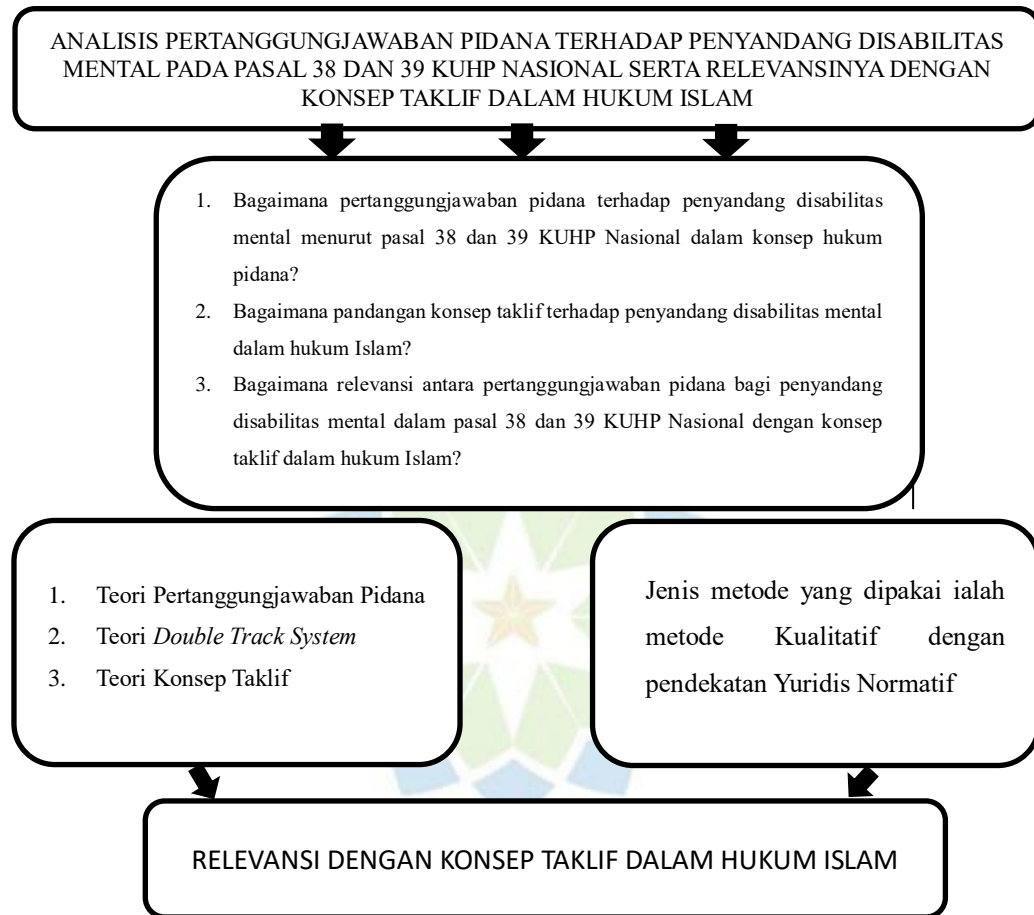 ANALISIS PERTANGGUNGJAWABAN PIDANA TERHADAP PENYANDANG DISABILITAS
MENTAL PADA PASAL 38 DAN 39 KUHP NASIONAL SERTA RELEVANSINYA DENGAN
KONSEP TAKLIF DALAM HUKUM ISLAM
1. Bagaimana pertanggungjawaban pidana terhadap penyandang disabilitas
mental menurut pasal 38 dan 39 KUHP Nasional dalam konsep hukum
pidana?
2. Bagaimana pandangan konsep taklif terhadap penyandang disabilitas mental
dalam hukum Islam?
3. Bagaimana relevansi antara pertanggungjawaban pidana bagi penyandang
disabilitas mental dalam pasal 38 dan 39 KUHP Nasional dengan konsep
taklif dalam hukum Islam?
1. Teori Pertanggungjawaban Pidana
2. Teori Double Track System
3. Teori Konsep Taklif
Jenis metode yang dipakai ialah
metode Kualitatif dengan
pendekatan Yuridis Normatif
RELEVANSI DENGAN KONSEP TAKLIF DALAM HUKUM ISLAM